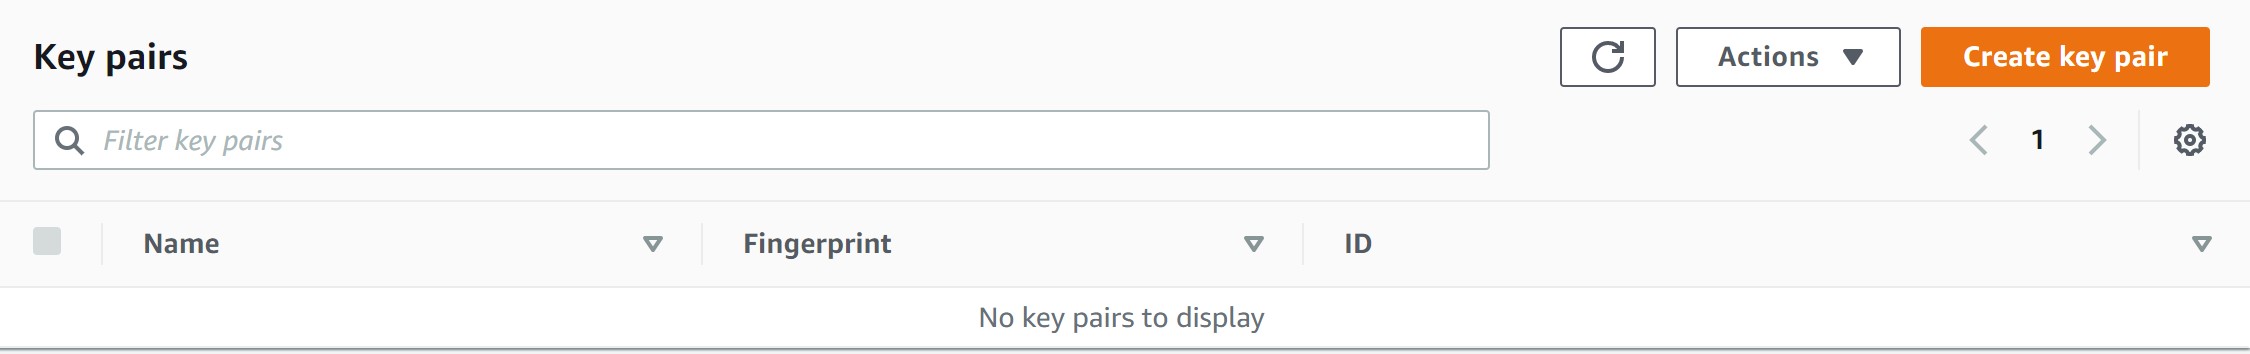 Key pairs
Actions
Create key pair
Filter key pairs
1
Name
Fingerprint
ID
No key pairs to display